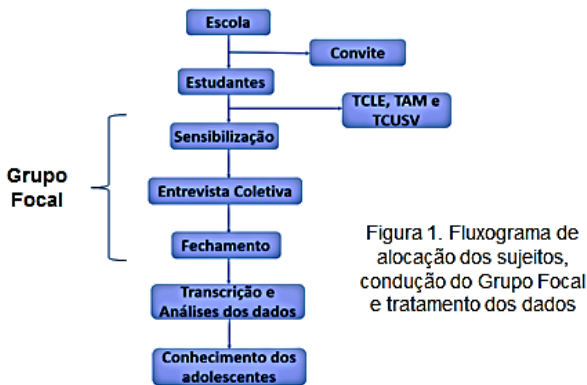 Escola
Convite
Estudantes
TCLE, TAM e
TCUSV
Sensibilização
Grupo
Focal
Entrevista Coletiva
Fechamento
Figura 1. Fluxograma de
alocação dos sujeitos,
condução do Grupo Focal
e tratamento dos dados
Transcrição e
Análises dos dados
Conhecimento dos
adolescentes